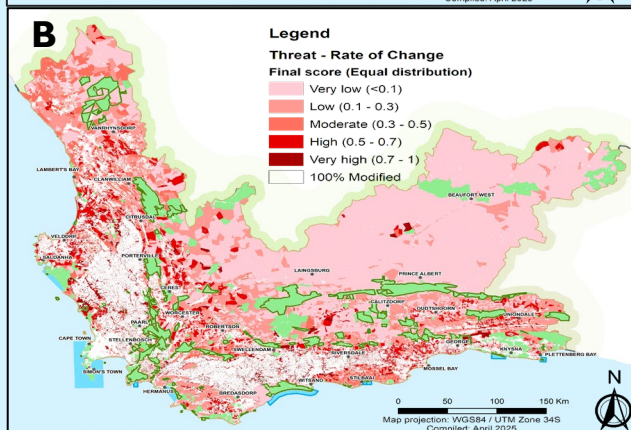 Compiled: April 2025
B
Legend
Threat - Rate of Change
Final score (Equal distribution)
Very low (<0.1)
Low (0.1 - 0.3)
Moderate (0.3 - 0.5)
High (0.5 - 0.7)
Very high (0.7 - 1)
100% Modified
VANRHYNSDORP
LAMBERT'S BAY
CLANWILLIAM
BEAUFORT WEST
CITRUSDAL
VELDDRIF
SALDANHA
PORTERVILLE
LAINGSBURG
PRINCE ALBERT
CERES
CALITZDORP
OUDTSHOORN
UNIONDALE
WORCESTER
PAARL
ROBERTSON
CAPE TOWN
STELLENBOSCH
SWELLENDAM
RIVERSDALE
GEORGE
KNYSNA
PLETTENBERG BAY
SIMON'S TOWN
MOSSEL BAY
HERMANUS
WITSAND
STILBAAI
BREDASDORP
N
0 50 100 150 Km
Map projection: WGS84 / UTM Zone 34S
Compiled: April 2025